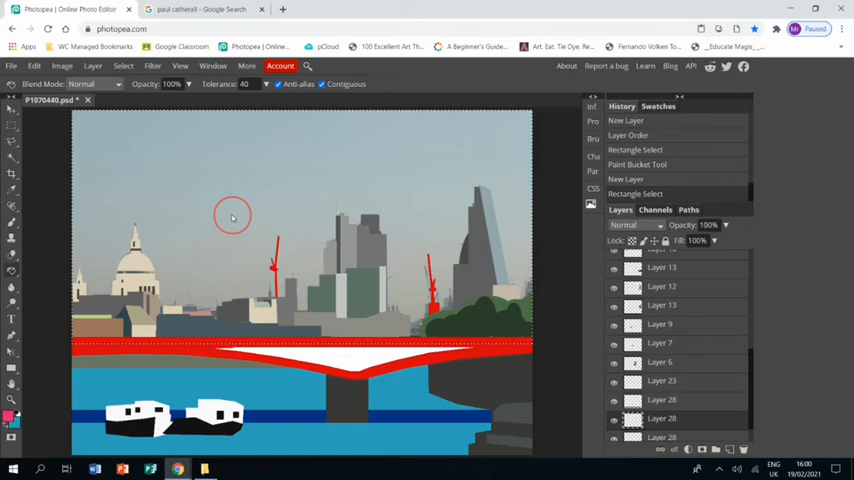 Photopea | Online Photo Editor
paul catherall - Google Search
photopea.com
Paused
Apps
WC Managed Bookmarks
Google Classroom
Photopea | Online P
pCloud
100 Excellent Art Th
A Beginner's Guide...
Art. Eat. Tie Dye. Re
Fernando Volken To
__Educate Magis_
File Edit Image Layer Select Filter View Window More Account
About Report a bug Learn Blog API
Blend Mode: Normal Opacity: 100% Tolerance: 40 Anti-alias Contiguous
P1070440.psd *
Inf
Pro
Bru
Cha
Par
CSS
History Swatches
New Layer
Layer Order
Rectangle Select
Paint Bucket Tool
New Layer
Rectangle Select
Layers Channels Paths
Normal Opacity: 100%
Lock: Fill: 100%
Layer 13
Layer 12
Layer 13
Layer 9
Layer 7
Layer 6
Layer 23
Layer 28
Layer 28
Layer 28
ENG
UK
16:00
19/02/2021